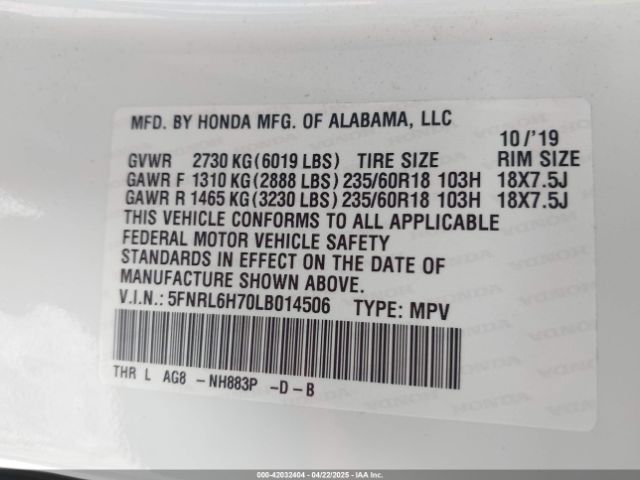 MFD. BY HONDA MFG. OF ALABAMA, LLC
10/'19
GVWR 2730 KG(6019 LBS) TIRE SIZE RIM SIZE
GAWR F 1310 KG(2888 LBS) 235/60R18 103H 18X7.5J
GAWR R 1465 KG(3230 LBS) 235/60R18 103H 18X7.5J
THIS VEHICLE CONFORMS TO ALL APPLICABLE
FEDERAL MOTOR VEHICLE SAFETY
STANDARDS IN EFFECT ON THE DATE OF
MANUFACTURE SHOWN ABOVE.
V.I.N.: 5FNRL6H70LB014506 TYPE: MPV
THR L AG8 -NH883P -D-B
000-42032404 - 04/22/2025 - IAAI.COM